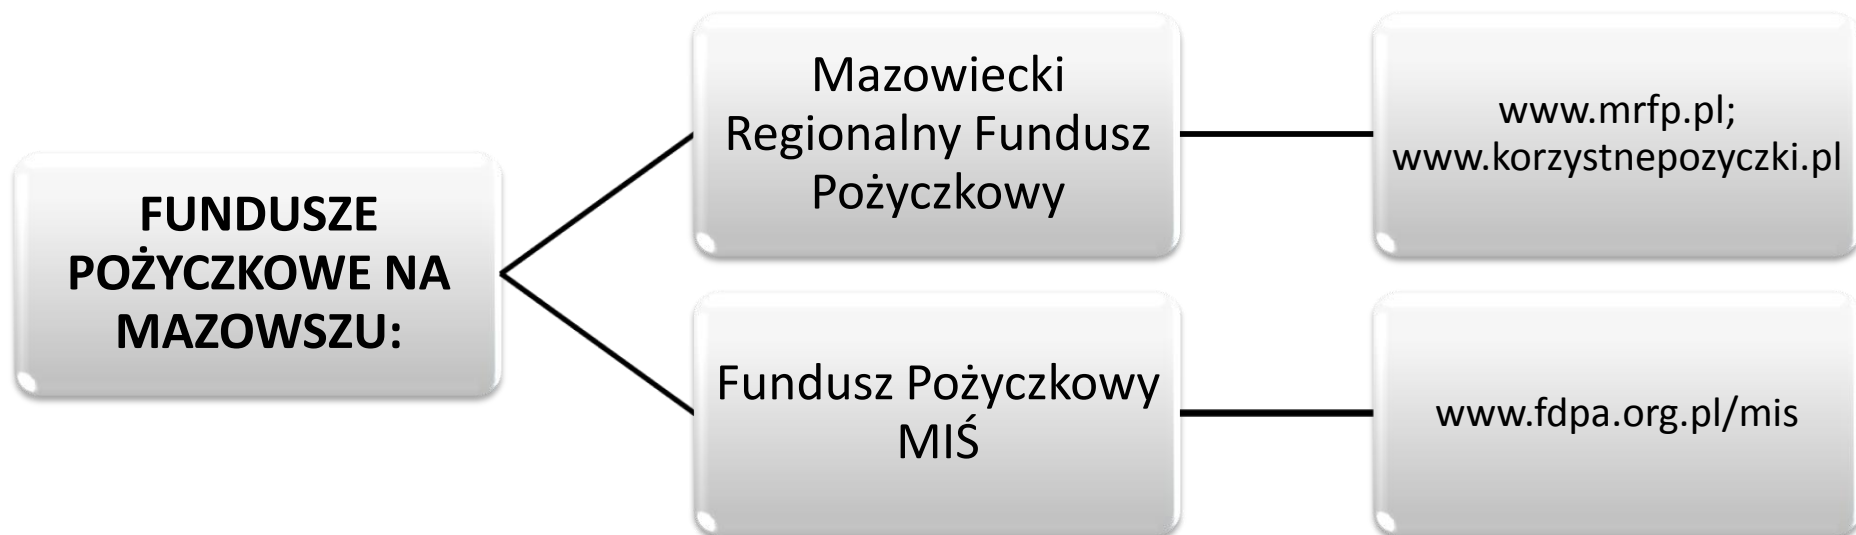 FUNDUSZE
POŻYCZKOWE NA
MAZOWSZU:
Mazowiecki
Regionalny Fundusz
Pożyczkowy
www.mrfp.pl;
www.korzystnepozyczki.pl
Fundusz Pożyczkowy
MIŚ
www.fdpa.org.pl/mis